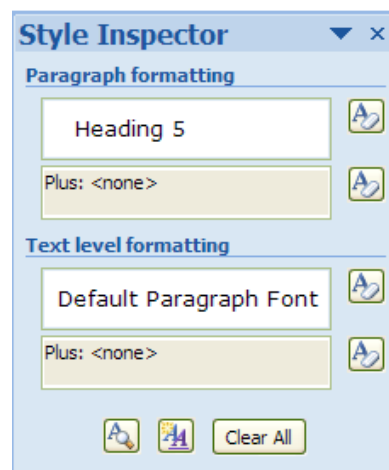 Style Inspector
Paragraph formatting
Heading 5
Plus: <none>
Text level formatting
Default Paragraph Font
Plus: <none>
Clear All